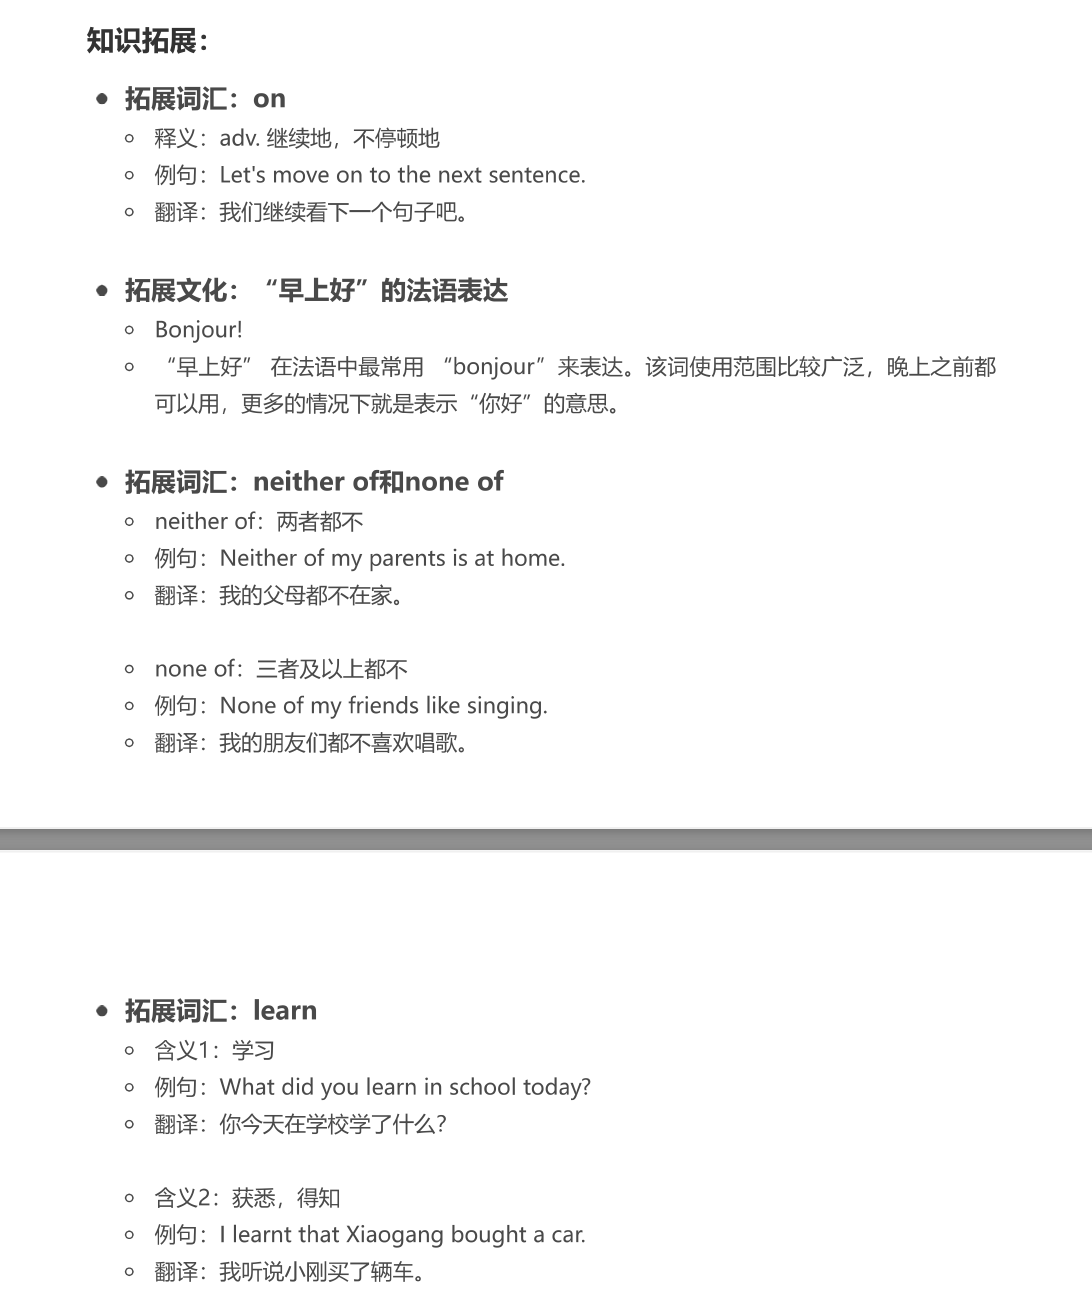 知识拓展：
拓展词汇：on
释义：adv. 继续地，不停顿地
例句：Let's move on to the next sentence.
翻译：我们继续看下一个句子吧。
拓展文化：“早上好”的法语表达
Bonjour!
“早上好” 在法语中最常用 “bonjour”来表达。该词使用范围比较广泛，晚上之前都
可以用，更多的情况下就是表示“你好”的意思。
拓展词汇：neither of和none of
neither of：两者都不
例句：Neither of my parents is at home.
翻译：我的父母都不在家。
none of：三者及以上都不
例句：None of my friends like singing.
翻译：我的朋友们都不喜欢唱歌。
拓展词汇：learn
含义1：学习
例句：What did you learn in school today?
翻译：你今天在学校学了什么？
含义2：获悉，得知
例句：I learnt that Xiaogang bought a car.
翻译：我听说小刚买了辆车。